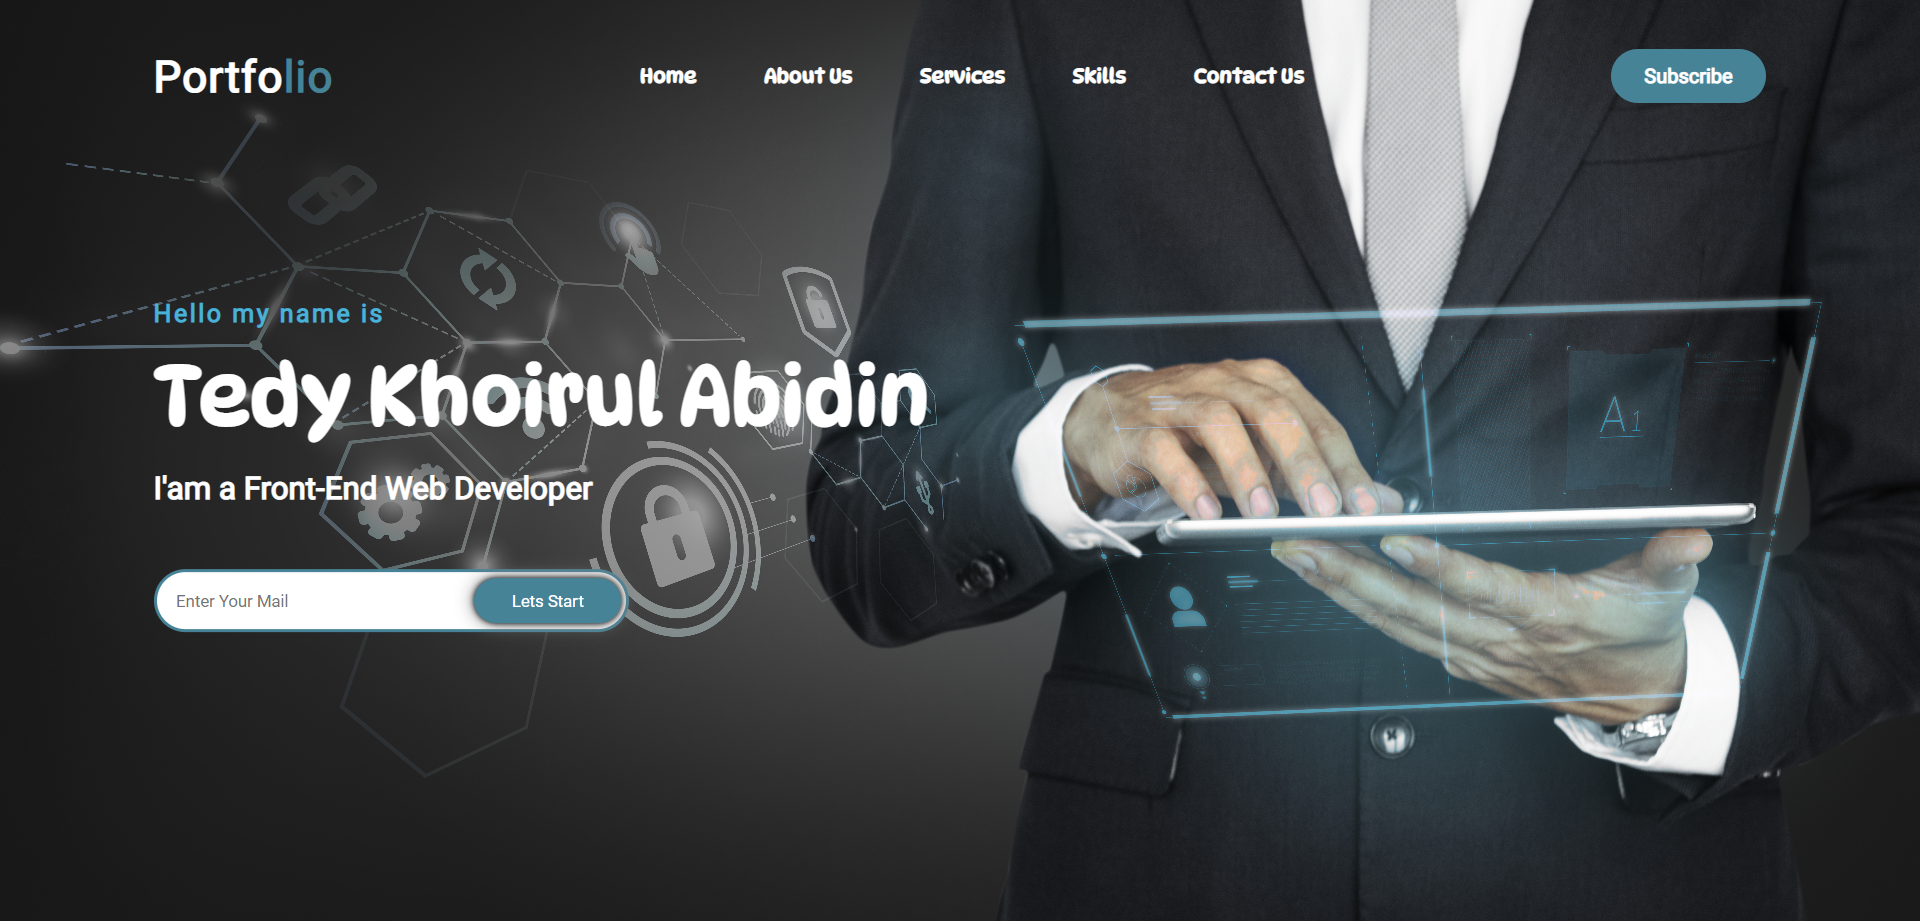 Portfolio
Home About Us Services Skills Contact Us
Subscribe
Hello my name is
Tedy Khoirul Abidin
I'am a Front-End Web Developer
Enter Your Mail
Lets Start
A1